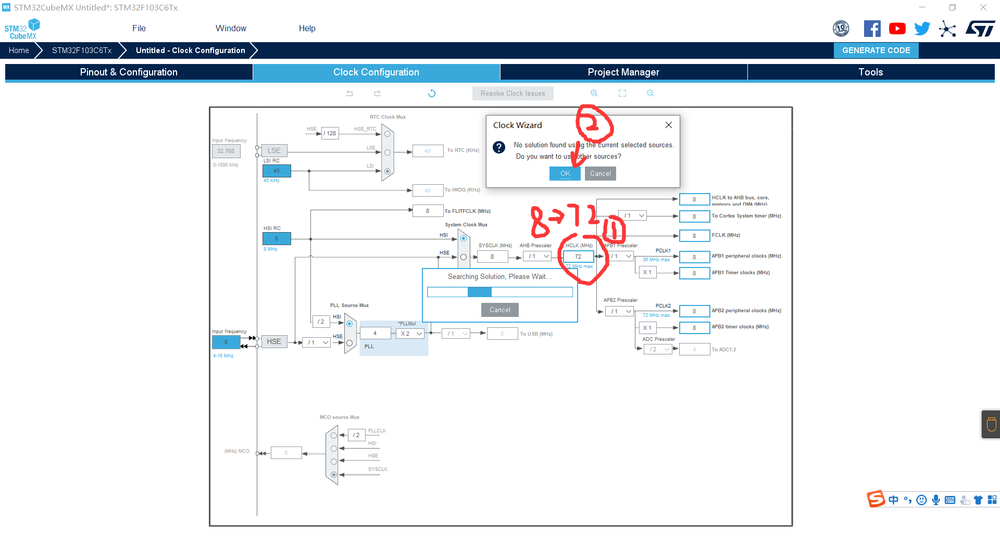 MX STM32CubeMX Untitled*: STM32F103C6Tx
STM32 CubeMX
File
Window
Help
10
ST
Home
STM32F103C6Tx
Untitled - Clock Configuration
GENERATE CODE
Pinout & Configuration
Clock Configuration
Project Manager
Tools
Resolve Clock Issues
RTC Clock Mux
HSE
/ 128
HSE_RTC
Input frequency
32.768
0-1000 KHz
LSE
LSE
40
To RTC (KHz)
LSI RC
40
40 KHz
LSI
40
To IWDG (KHz)
2
Clock Wizard
No solution found using the current selected sources.
Do you want to use other sources?
OK
Cancel
8
HCLK to AHB bus, core,
memory and DMA (MHz)
8
To FLITFCLK (MHz)
8→72
1
/ 1
8
To Cortex System timer (MHz)
System Clock Mux
HSI RC
8
8 MHz
HSI
HSE
8
FCLK (MHz)
SYSCLK (MHz)
8
AHB Prescaler
/ 1
HCLK (MHz)
72
72 MHz max
APB1 Prescaler
/ 1
PCLK1
36 MHz max
8
APB1 peripheral clocks (MHz)
X 1
8
APB1 Timer clocks (MHz)
Searching Solution, Please Wait...
Cancel
PLL Source Mux
HSI
/ 2
HSE
Input frequency
8
4-16 MHz
HSE
/ 1
4
*PLLMul
X 2
PLL
/ 1
8
To USB (MHz)
APB2 Prescaler
/ 1
PCLK2
72 MHz max
8
APB2 peripheral clocks (MHz)
X 1
8
APB2 timer clocks (MHz)
ADC Prescaler
/ 2
4
To ADC1,2
MCO source Mux
PLLCLK
/ 2
HSI
HSE
SYSCLK
(MHz) MCO
8
S 中